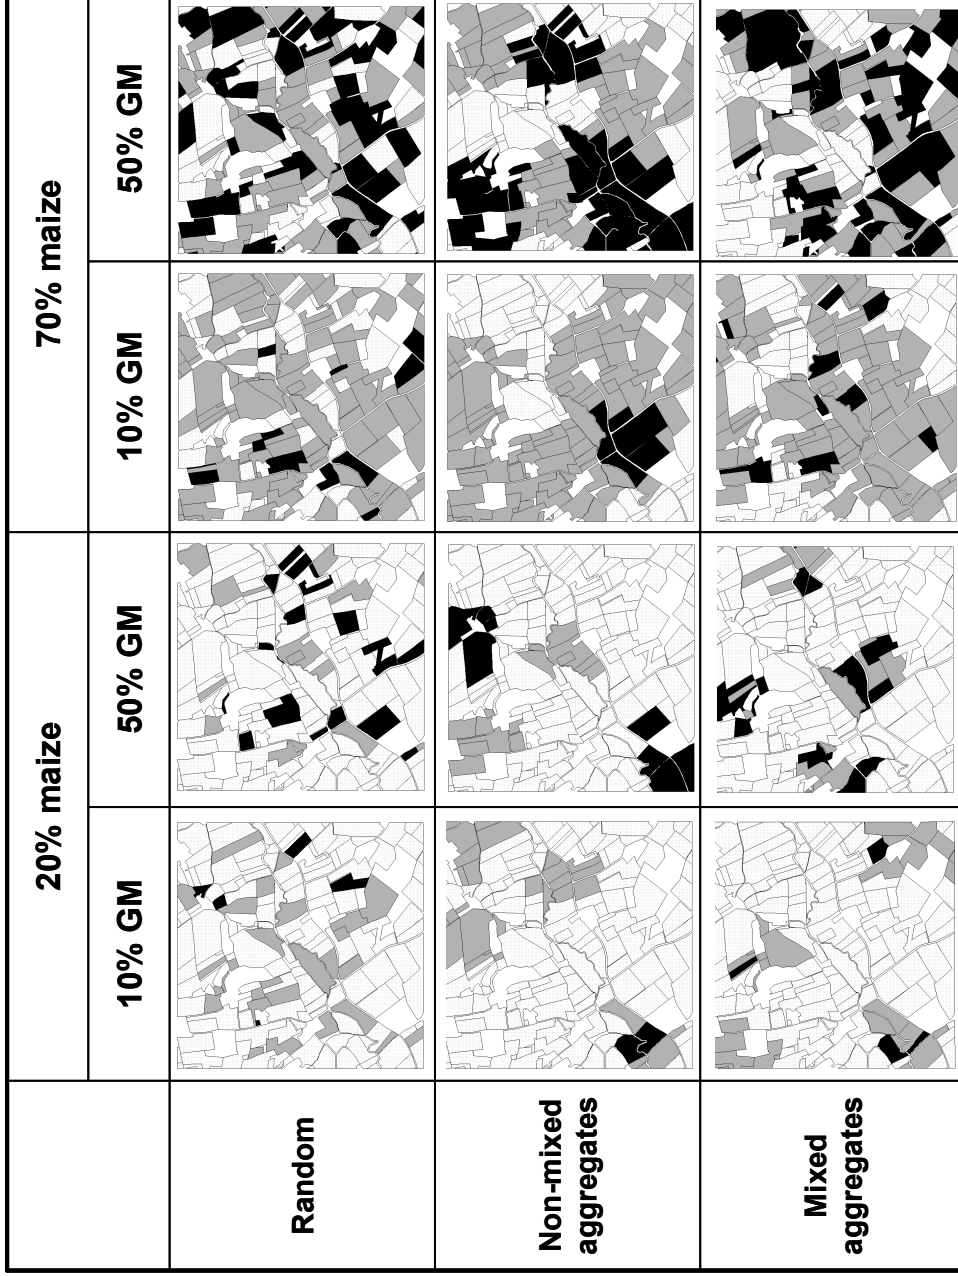 20% maize
70% maize
10% GM
50% GM
10% GM
50% GM
Random
Non-mixed
aggregates
Mixed
aggregates